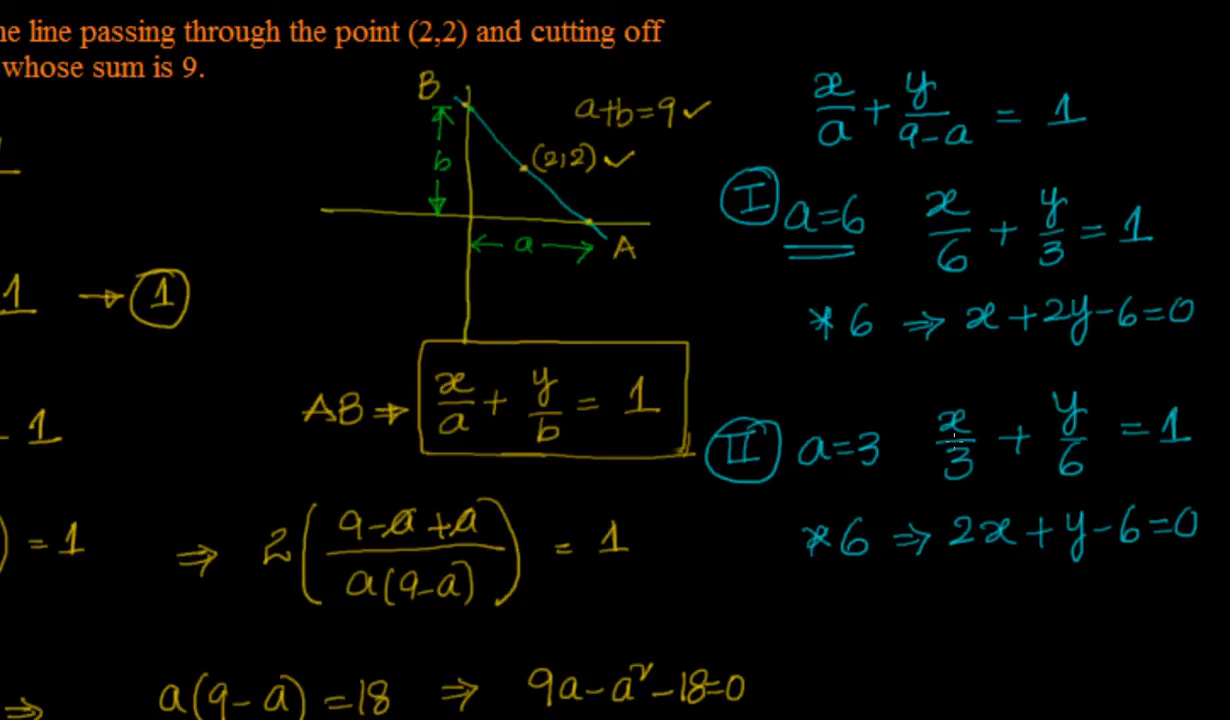 ne line passing through the point (2,2) and cutting off
whose sum is 9.
B
a+b=9 ✓
b
(2,2) ✓
a
A
1 → ①
AB ⇒ x/a + y/b = 1
- 1
) = 1 ⇒ 2((9-a+a)/(a(9-a))) = 1
⇒ a(9-a) = 18 ⇒ 9a-a²-18=0
x/a + y/(9-a) = 1
Ⓘ a=6 x/6 + y/3 = 1
*6 ⇒ x+2y-6=0
Ⅱ a=3 x/3 + y/6 = 1
*6 ⇒ 2x+y-6=0